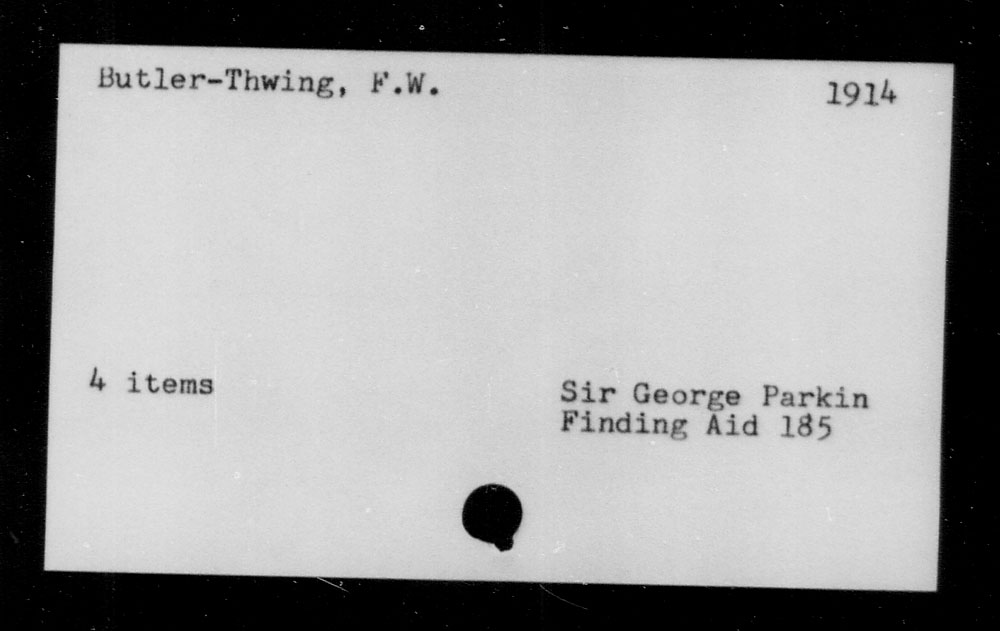 Butler-Thwing, F.W.
1914
4 items
Sir George Parkin
Finding Aid 185